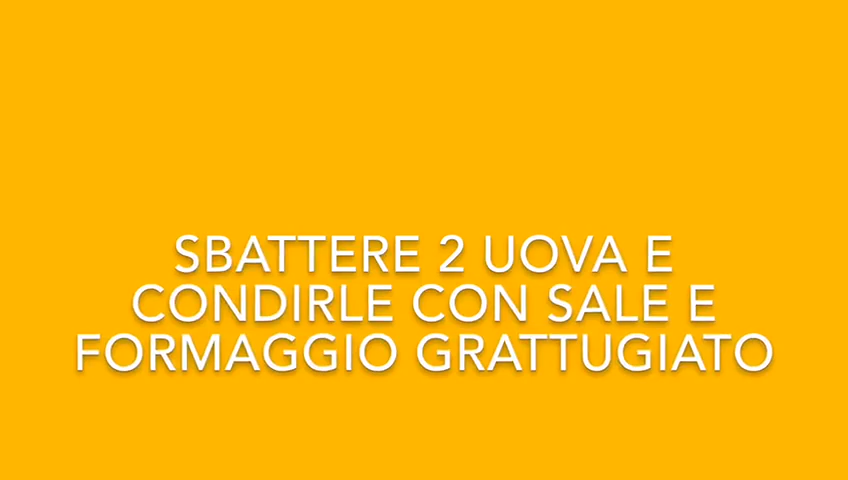 SBATTERE 2 UOVA E
CONDIRLE CON SALE E
FORMAGGIO GRATTUGIATO